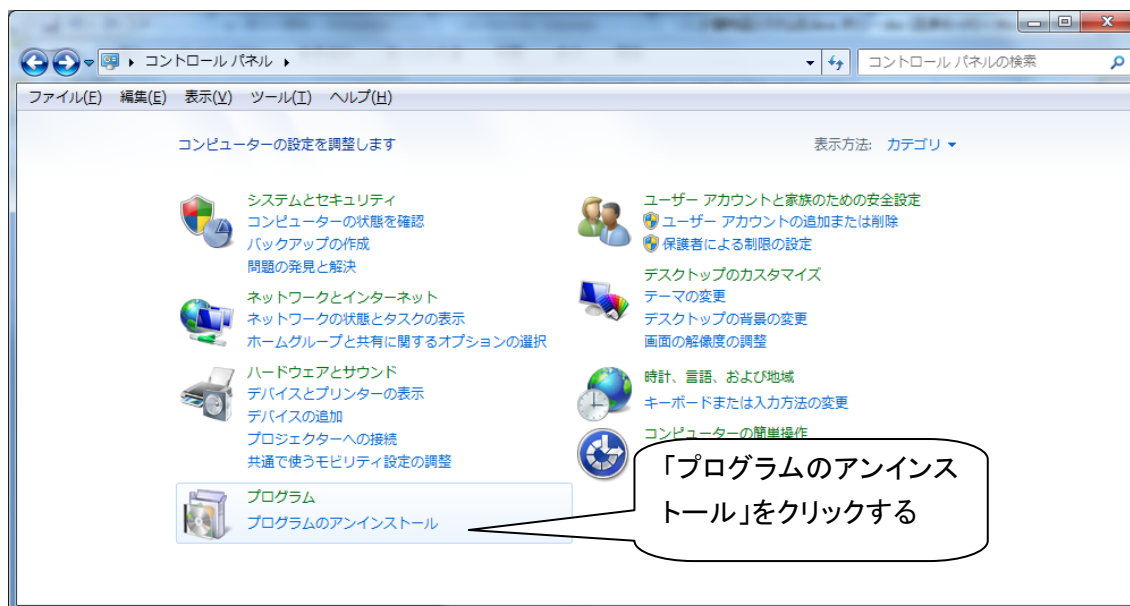 コントロール パネル
コントロール パネルの検索
ファイル(F) 編集(E) 表示(V) ツール(T) ヘルプ(H)
コンピューターの設定を調整します
表示方法: カテゴリ
システムとセキュリティ
コンピューターの状態を確認
バックアップの作成
問題の発見と解決
ネットワークとインターネット
ネットワークの状態とタスクの表示
ホームグループと共有に関するオプションの選択
ハードウェアとサウンド
デバイスとプリンターの表示
デバイスの追加
プロジェクターへの接続
共通で使うモビリティ設定の調整
プログラム
プログラムのアンインストール
ユーザー アカウントと家族のための安全設定
ユーザー アカウントの追加または削除
保護者による制限の設定
デスクトップのカスタマイズ
テーマの変更
デスクトップの背景の変更
画面の解像度の調整
時計、言語、および地域
キーボードまたは入力方法の変更
コンピューターの簡単操作
「プログラムのアンインス
トール」をクリックする